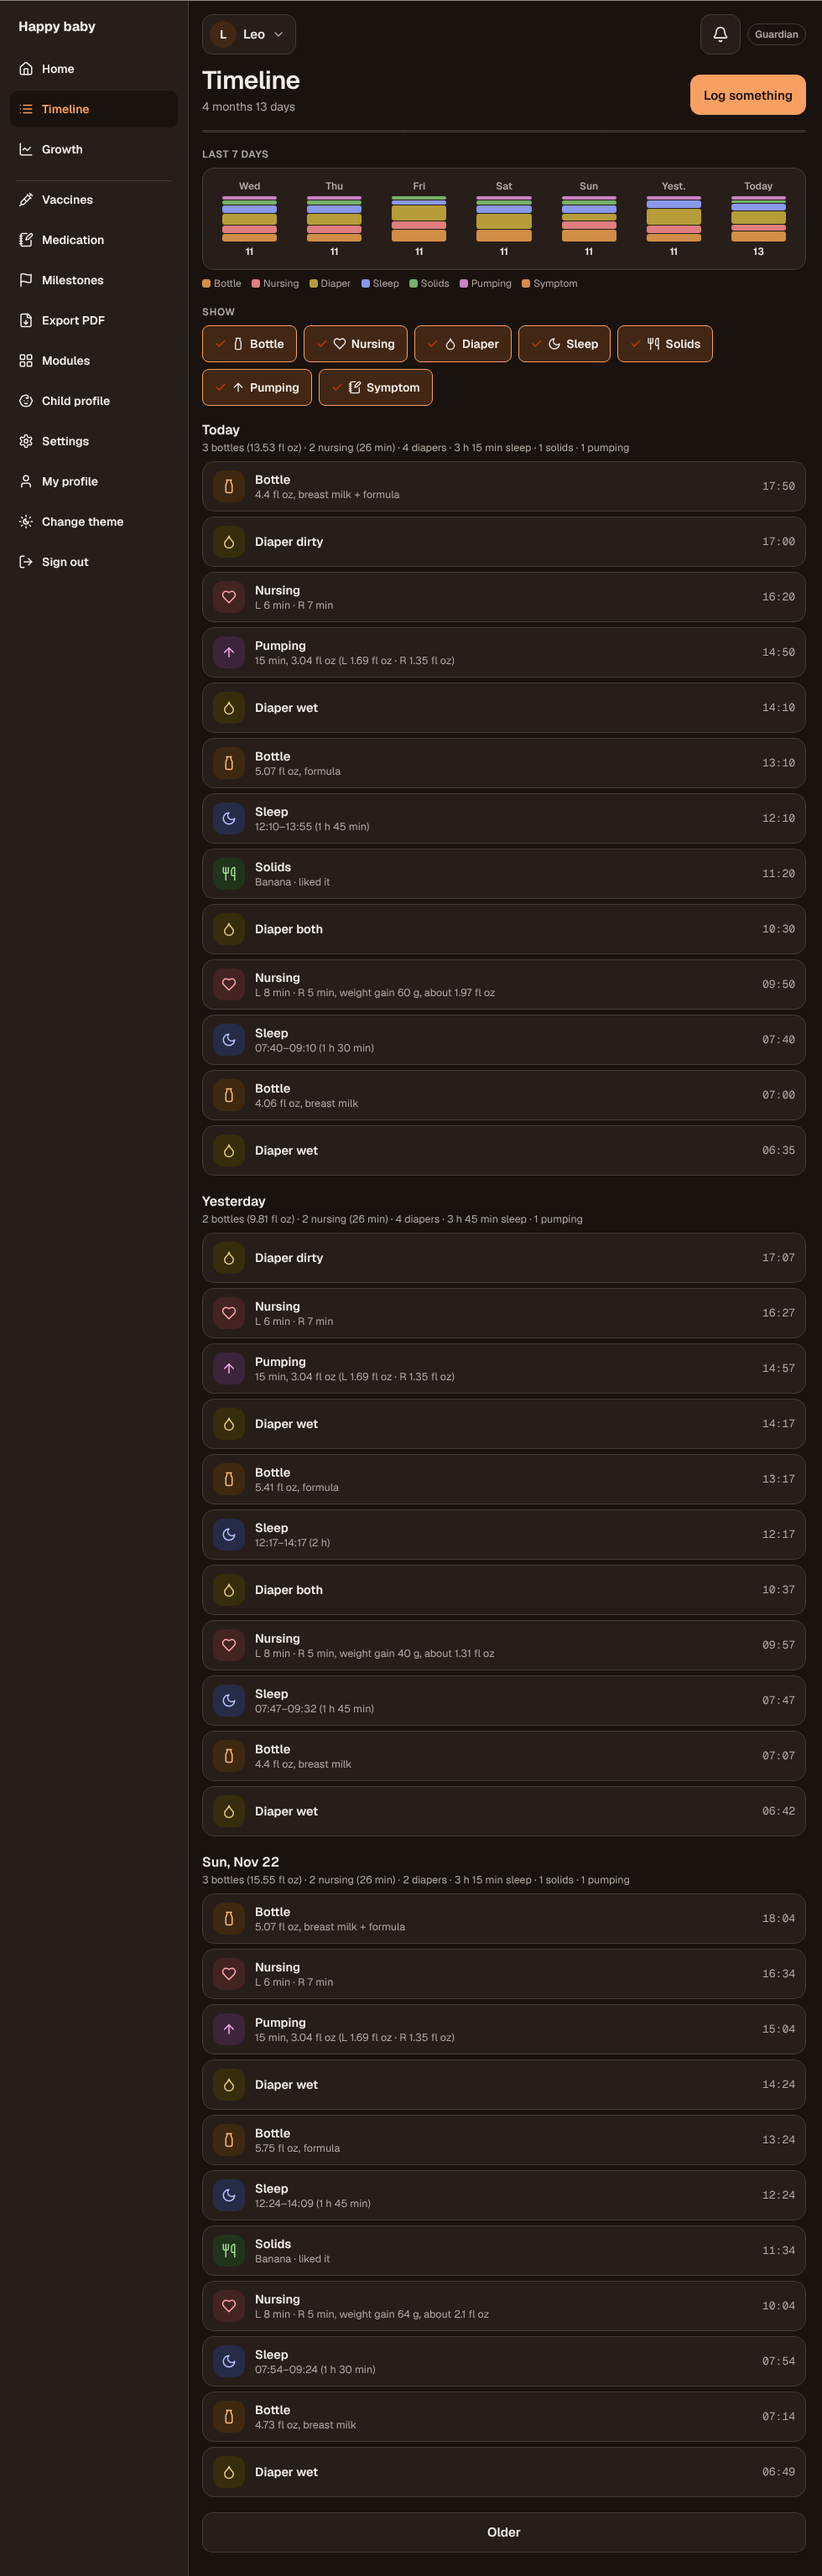 Happy baby
Home
Timeline
Growth
Vaccines
Medication
Milestones
Export PDF
Modules
Child profile
Settings
My profile
Change theme
Sign out
L Leo
Guardian
Timeline
4 months 13 days
Log something
LAST 7 DAYS
Wed Thu Fri Sat Sun Yest. Today
11 11 11 11 11 11 13
Bottle Nursing Diaper Sleep Solids Pumping Symptom
SHOW
Bottle Nursing Diaper Sleep Solids
Pumping Symptom
Today
3 bottles (13.53 fl oz) · 2 nursing (26 min) · 4 diapers · 3 h 15 min sleep · 1 solids · 1 pumping
Bottle
4.4 fl oz, breast milk + formula
17:50
Diaper dirty
17:00
Nursing
L 6 min · R 7 min
16:20
Pumping
15 min, 3.04 fl oz (L 1.69 fl oz · R 1.35 fl oz)
14:50
Diaper wet
14:10
Bottle
5.07 fl oz, formula
13:10
Sleep
12:10–13:55 (1 h 45 min)
12:10
Solids
Banana · liked it
11:20
Diaper both
10:30
Nursing
L 8 min · R 5 min, weight gain 60 g, about 1.97 fl oz
09:50
Sleep
07:40–09:10 (1 h 30 min)
07:40
Bottle
4.06 fl oz, breast milk
07:00
Diaper wet
06:35
Yesterday
2 bottles (9.81 fl oz) · 2 nursing (26 min) · 4 diapers · 3 h 45 min sleep · 1 pumping
Diaper dirty
17:07
Nursing
L 6 min · R 7 min
16:27
Pumping
15 min, 3.04 fl oz (L 1.69 fl oz · R 1.35 fl oz)
14:57
Diaper wet
14:17
Bottle
5.41 fl oz, formula
13:17
Sleep
12:17–14:17 (2 h)
12:17
Diaper both
10:37
Nursing
L 8 min · R 5 min, weight gain 40 g, about 1.31 fl oz
09:57
Sleep
07:47–09:32 (1 h 45 min)
07:47
Bottle
4.4 fl oz, breast milk
07:07
Diaper wet
06:42
Sun, Nov 22
3 bottles (15.55 fl oz) · 2 nursing (26 min) · 2 diapers · 3 h 15 min sleep · 1 solids · 1 pumping
Bottle
5.07 fl oz, breast milk + formula
18:04
Nursing
L 6 min · R 7 min
16:34
Pumping
15 min, 3.04 fl oz (L 1.69 fl oz · R 1.35 fl oz)
15:04
Diaper wet
14:24
Bottle
5.75 fl oz, formula
13:24
Sleep
12:24–14:09 (1 h 45 min)
12:24
Solids
Banana · liked it
11:34
Nursing
L 8 min · R 5 min, weight gain 64 g, about 2.1 fl oz
10:04
Sleep
07:54–09:24 (1 h 30 min)
07:54
Bottle
4.73 fl oz, breast milk
07:14
Diaper wet
06:49
Older